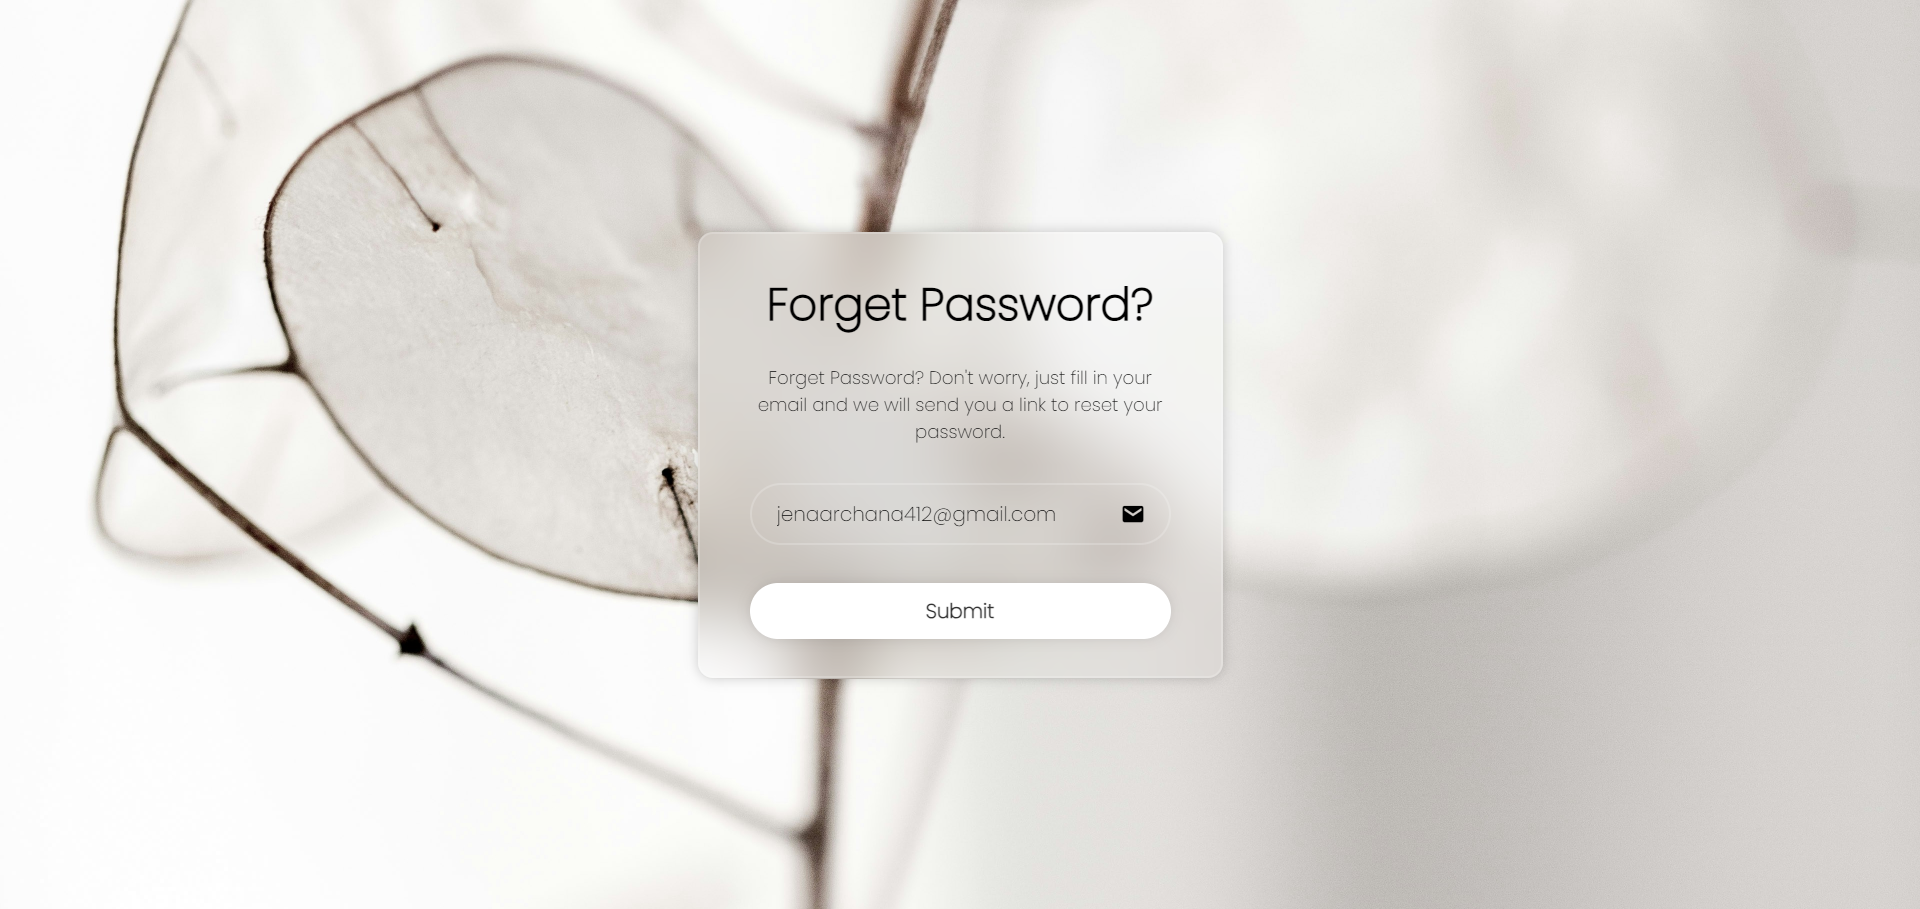 Forget Password?
Forget Password? Don't worry, just fill in your
email and we will send you a link to reset your
password.
jenaarchana412@gmail.com
Submit